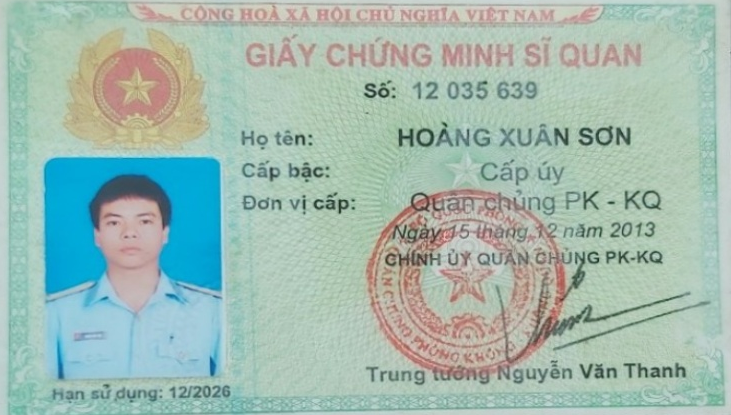 CỘNG HOÀ XÃ HỘI CHỦ NGHĨA VIỆT NAM
GIẤY CHỨNG MINH SĨ QUAN
Số: 12 035 639
Họ tên: HOÀNG XUÂN SƠN
Cấp bậc: Cấp úy
Đơn vị cấp: Quân chủng PK - KQ
Ngày 15 tháng 12 năm 2013
CHÍNH ỦY QUÂN CHỦNG PK-KQ
Trung tướng Nguyễn Văn Thanh
Hạn sử dụng: 12/2026